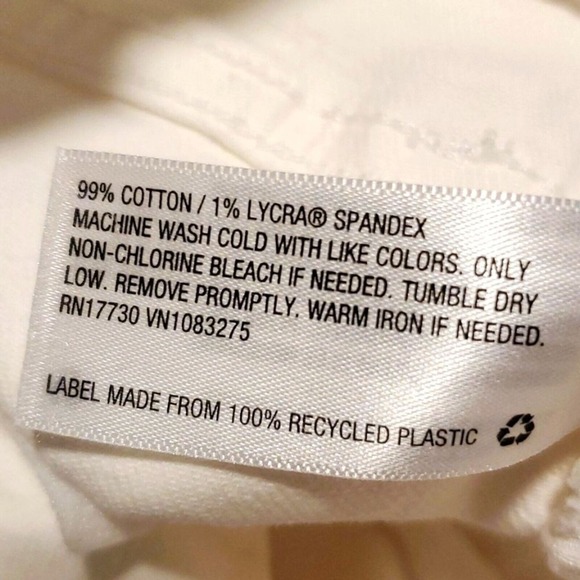 99% COTTON / 1% LYCRA® SPANDEX
MACHINE WASH COLD WITH LIKE COLORS. ONLY
NON-CHLORINE BLEACH IF NEEDED. TUMBLE DRY
LOW. REMOVE PROMPTLY. WARM IRON IF NEEDED.
RN17730 VN1083275
LABEL MADE FROM 100% RECYCLED PLASTIC